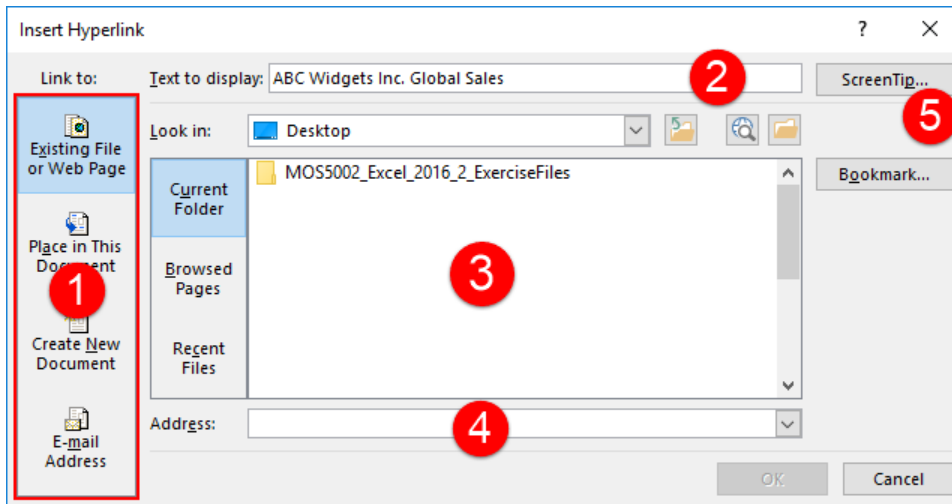 Insert Hyperlink
?
Link to:
Text to display: ABC Widgets Inc. Global Sales
2
ScreenTip...
5
Existing File
or Web Page
Look in:
Desktop
Current
Folder
MOS5002_Excel_2016_2_ExerciseFiles
Bookmark...
Place in This
Document
1
Browsed
Pages
3
Create New
Document
Recent
Files
E-mail
Address
Address:
4
OK
Cancel